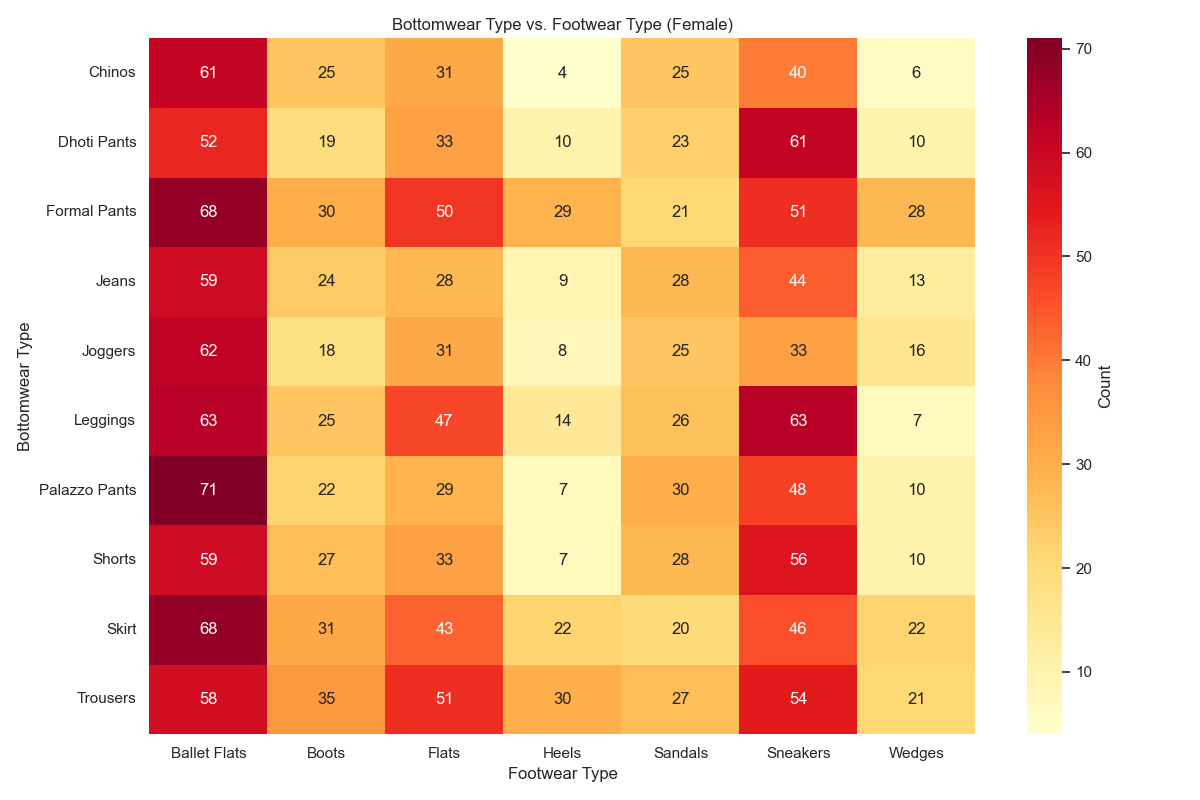 Bottomwear Type vs. Footwear Type (Female)
Bottomwear Type
Chinos 61 25 31 4 25 40 6
Dhoti Pants 52 19 33 10 23 61 10
Formal Pants 68 30 50 29 21 51 28
Jeans 59 24 28 9 28 44 13
Joggers 62 18 31 8 25 33 16
Leggings 63 25 47 14 26 63 7
Palazzo Pants 71 22 29 7 30 48 10
Shorts 59 27 33 7 28 56 10
Skirt 68 31 43 22 20 46 22
Trousers 58 35 51 30 27 54 21
Ballet Flats Boots Flats Heels Sandals Sneakers Wedges
Footwear Type
70
60
50
40
30
20
10
Count